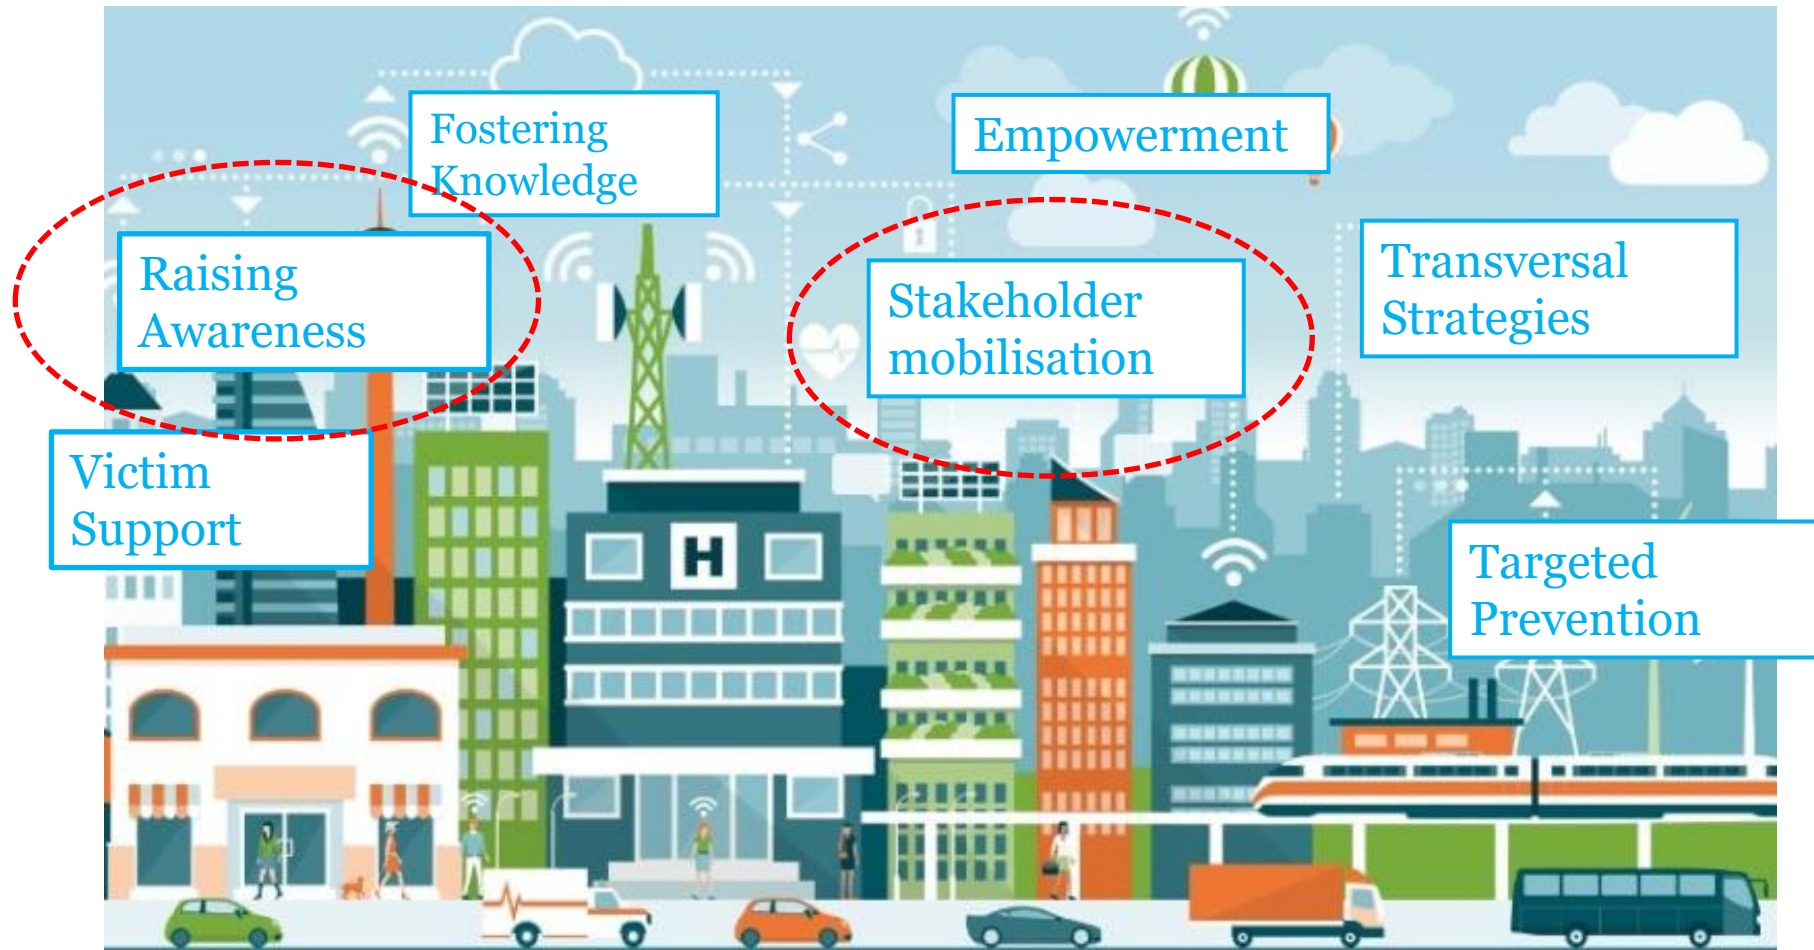 Fostering
Knowledge
Empowerment
Raising
Awareness
Stakeholder
mobilisation
Transversal
Strategies
Victim
Support
H
Targeted
Prevention